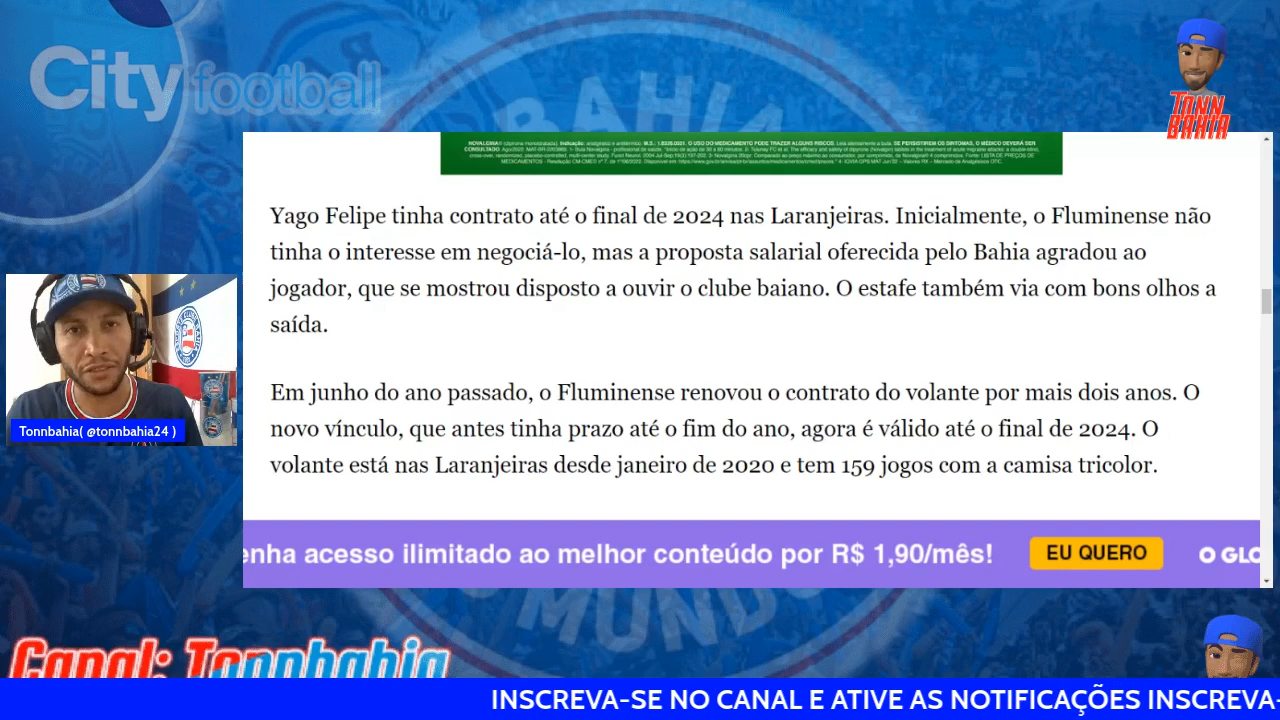 City football
BAHIA
TONN
BAHIA
Yago Felipe tinha contrato até o final de 2024 nas Laranjeiras. Inicialmente, o Fluminense não
tinha o interesse em negociá-lo, mas a proposta salarial oferecida pelo Bahia agradou ao
jogador, que se mostrou disposto a ouvir o clube baiano. O estafe também via com bons olhos a
saída.
Em junho do ano passado, o Fluminense renovou o contrato do volante por mais dois anos. O
novo vínculo, que antes tinha prazo até o fim do ano, agora é válido até o final de 2024. O
volante está nas Laranjeiras desde janeiro de 2020 e tem 159 jogos com a camisa tricolor.
Tonnbahia( @tonnbahia24 )
enha acesso ilimitado ao melhor conteúdo por R$ 1,90/mês!
EU QUERO
O GLO
MUNDO
Canal: Tonnbahia
INSCREVA-SE NO CANAL E ATIVE AS NOTIFICAÇÕES INSCREVA